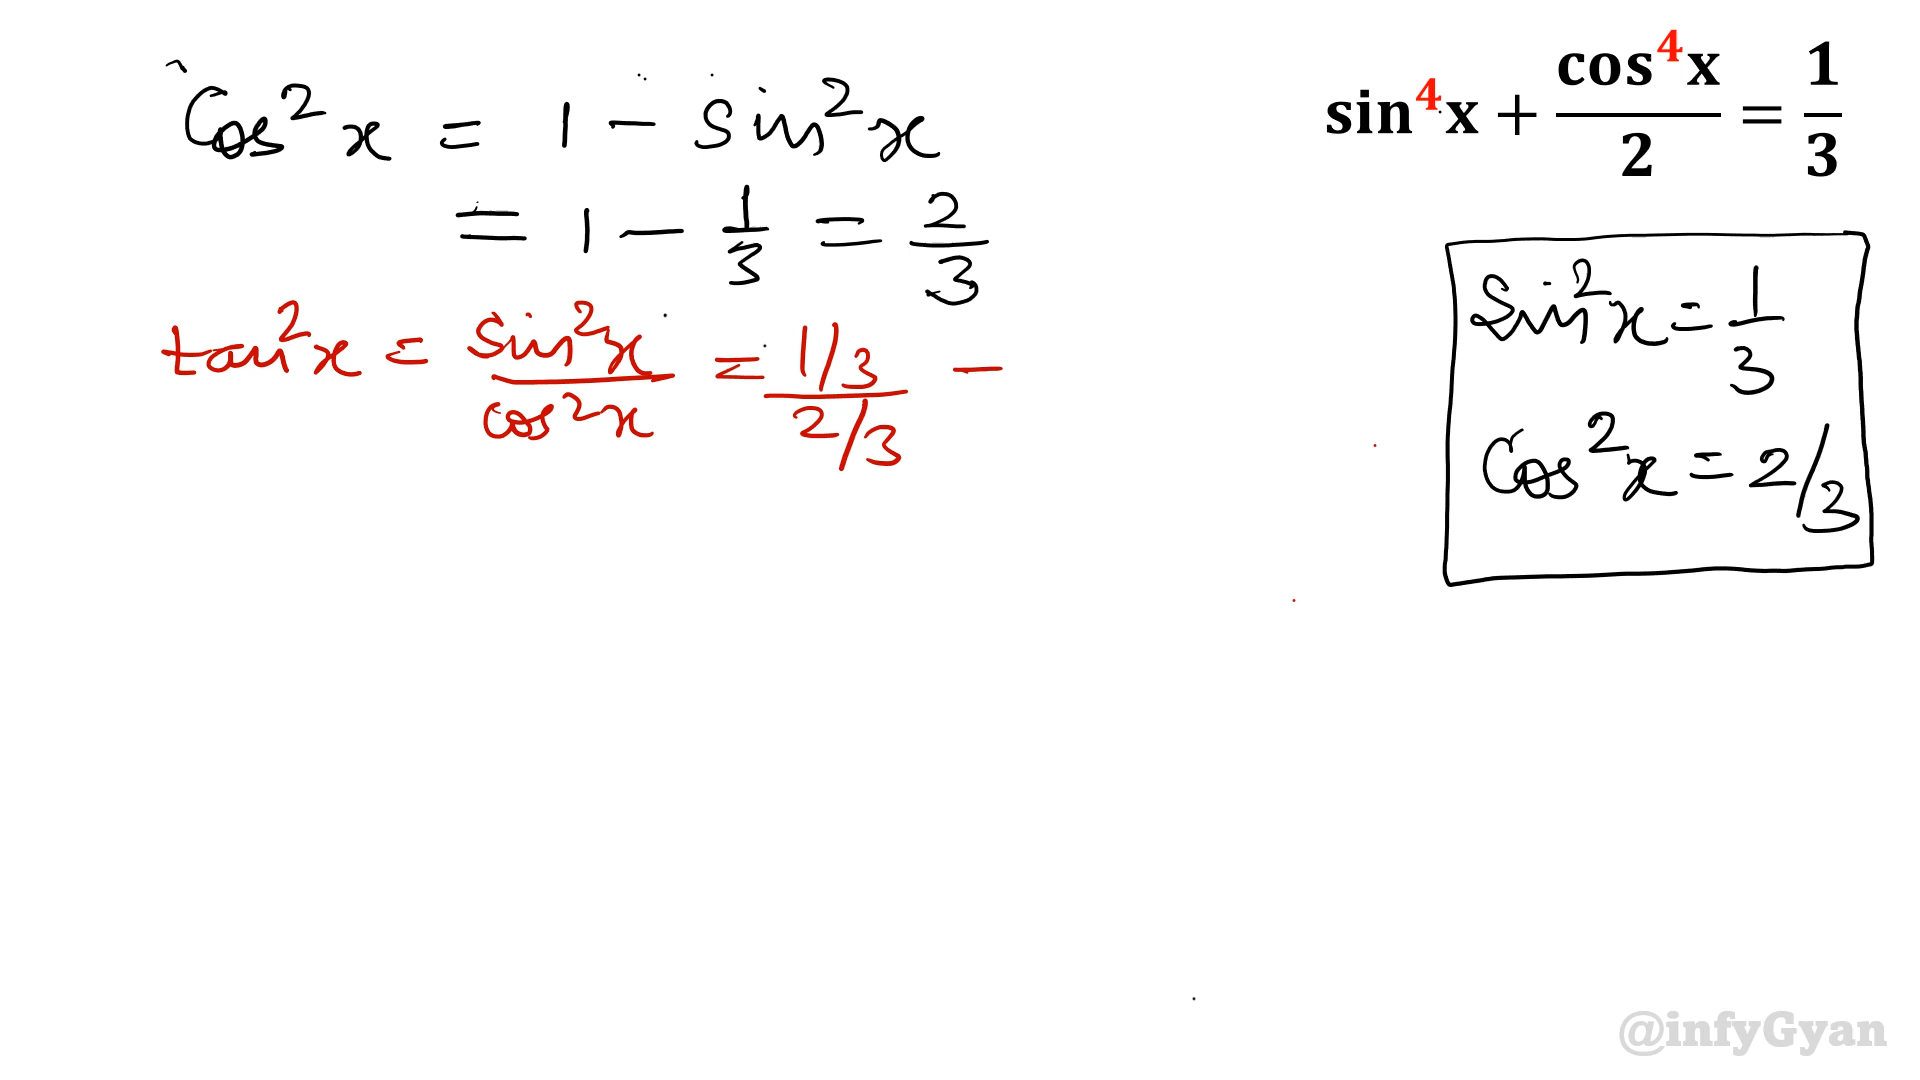 cos²x = 1 - sin²x
= 1 - 1/3 = 2/3
tan²x = sin²x/cos²x = (1/3)/(2/3) -
sin⁴x + cos⁴x/2 = 1/3
sin²x = 1/3
cos²x = 2/3
@infyGyan